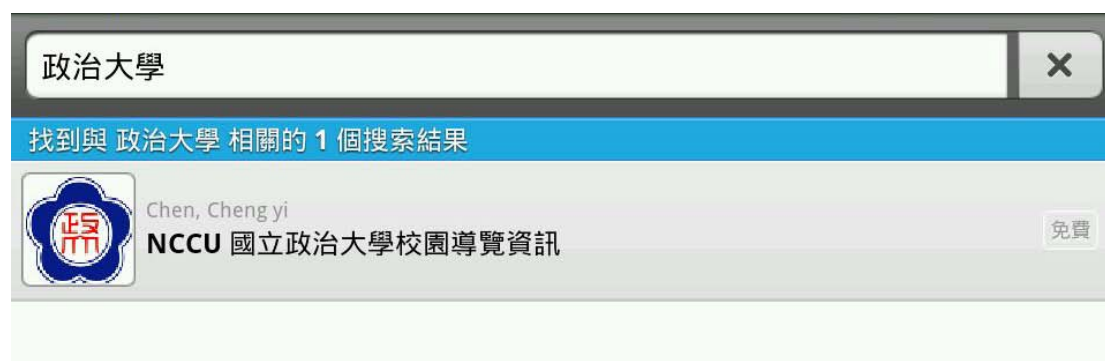 政治大學
找到與 政治大學 相關的 1 個搜索結果
Chen, Cheng yi
NCCU 國立政治大學校園導覽資訊
免費